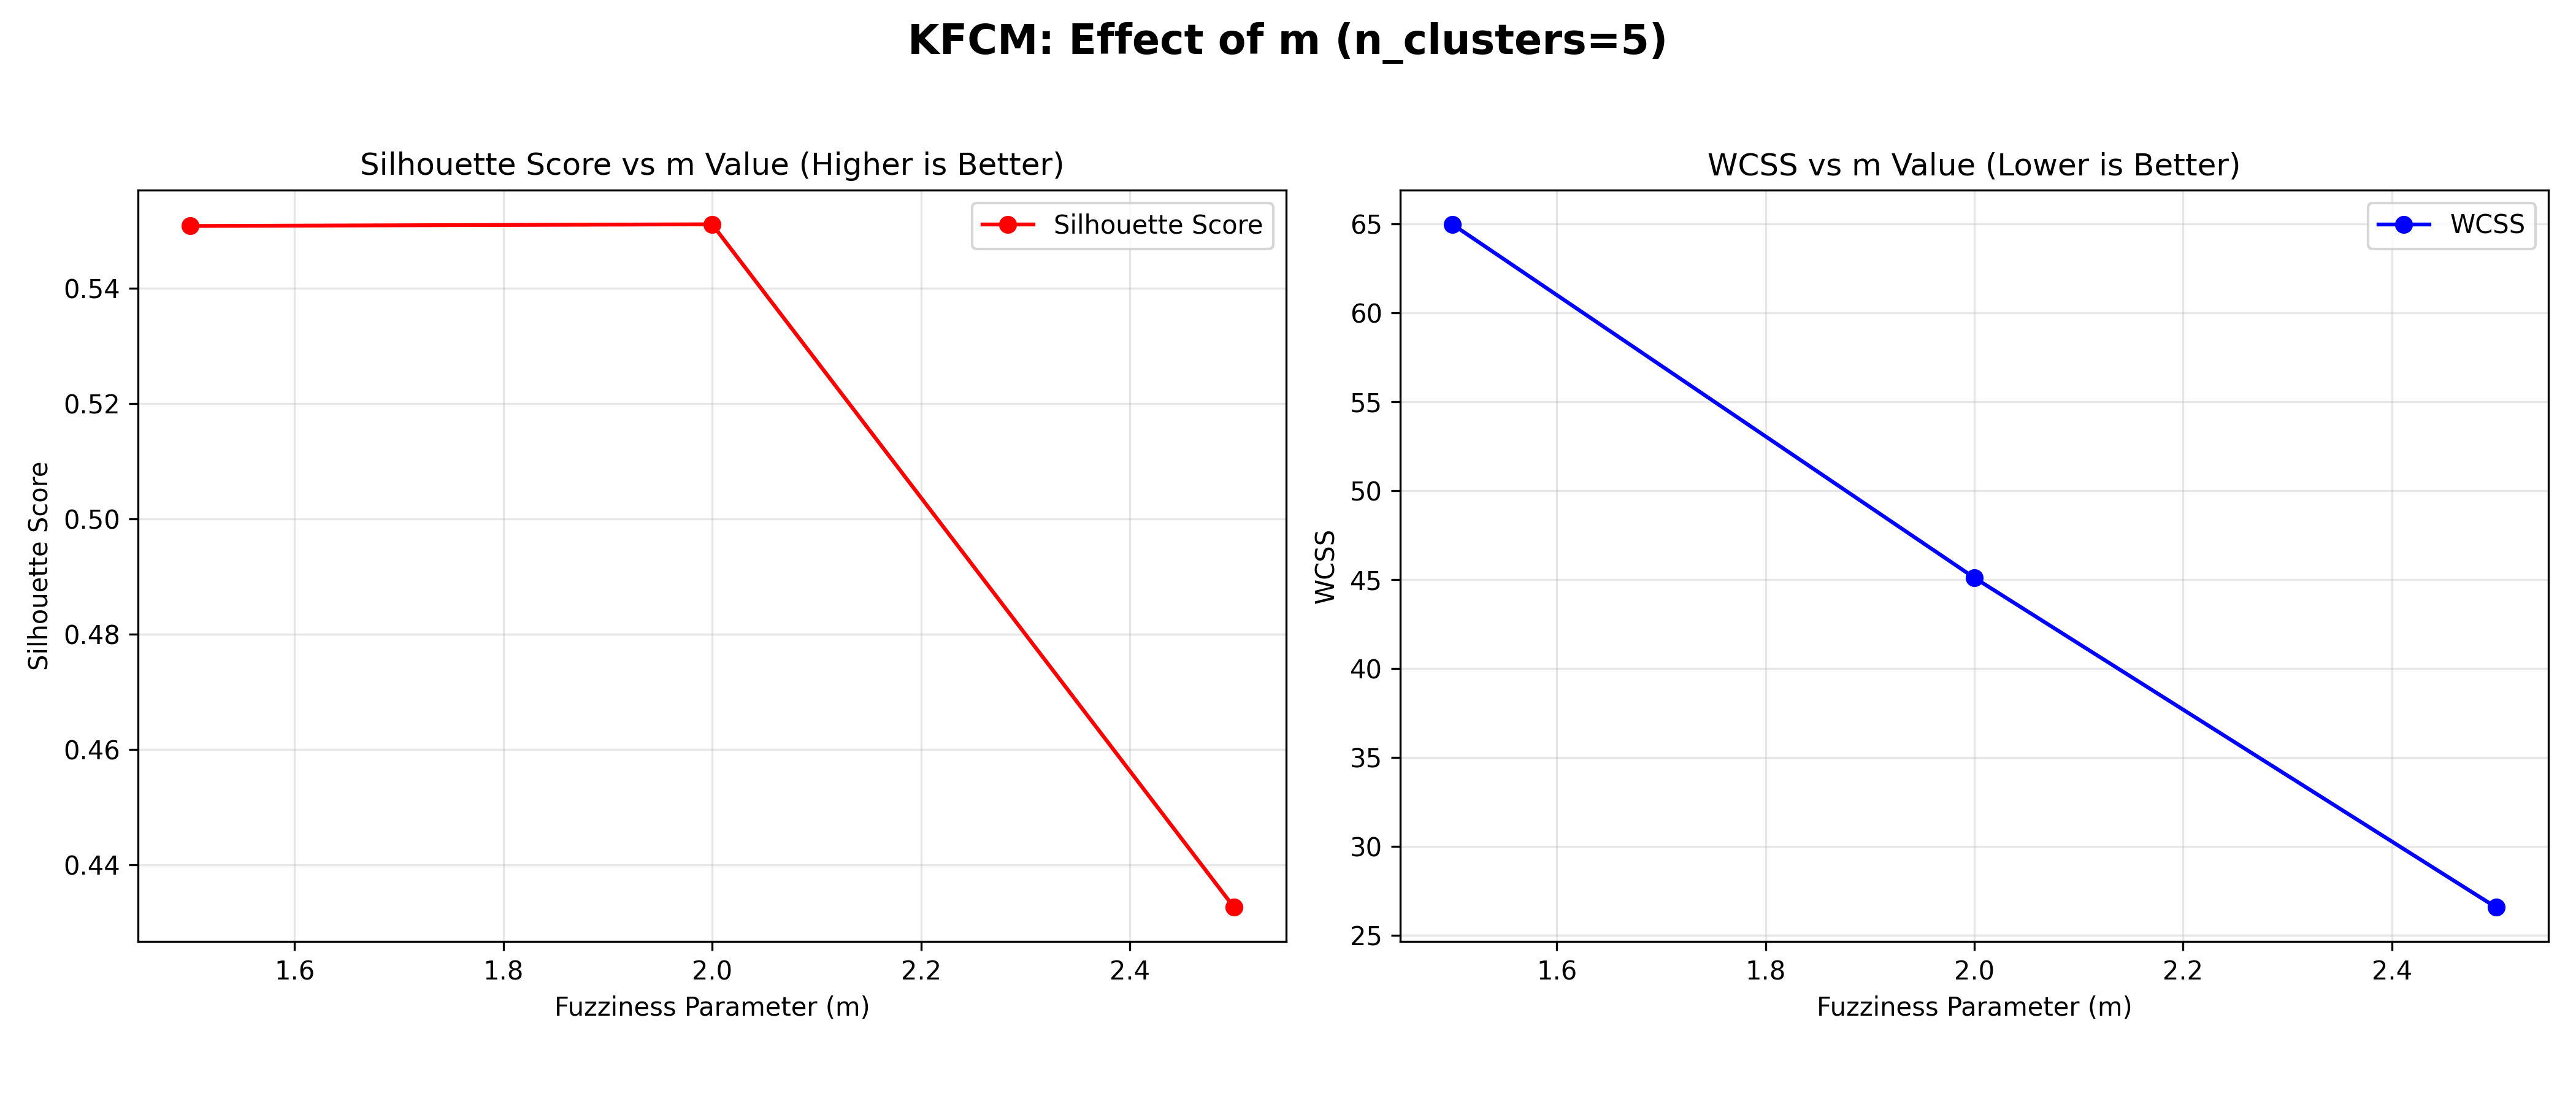 KFCM: Effect of m (n_clusters=5)
Silhouette Score vs m Value (Higher is Better)
Silhouette Score
0.54
0.52
0.50
0.48
0.46
0.44
Silhouette Score
1.6 1.8 2.0 2.2 2.4
Fuzziness Parameter (m)
WCSS vs m Value (Lower is Better)
WCSS
65
60
55
50
45
40
35
30
25
WCSS
1.6 1.8 2.0 2.2 2.4
Fuzziness Parameter (m)